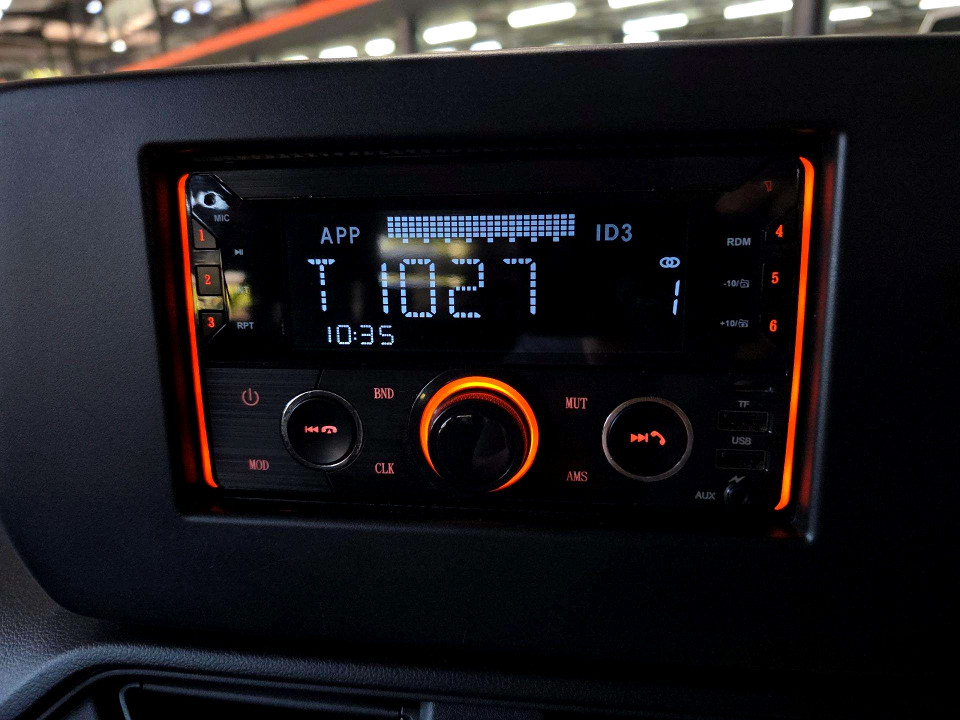 MIC
1
2
3
RPT
APP
ID3
T 1027
1
10:35
RDM
-10/
+10/
4
5
6
BND
MUT
MOD
CLK
AMS
TF
USB
AUX